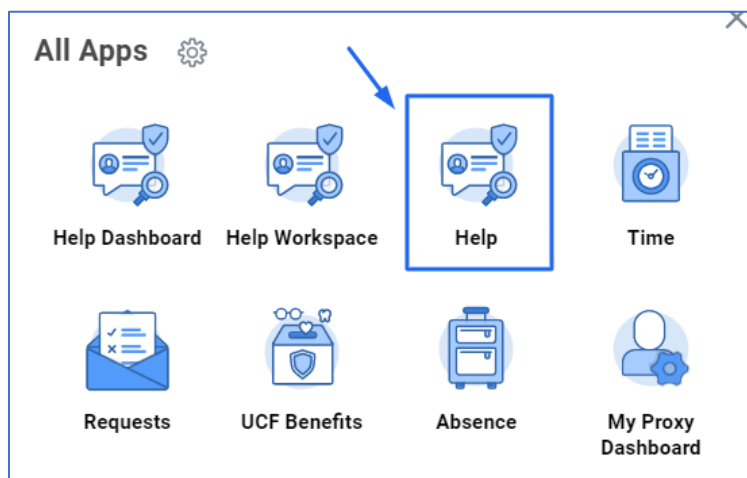 All Apps
Help Dashboard
Help Workspace
Help
Time
Requests
UCF Benefits
Absence
My Proxy
Dashboard